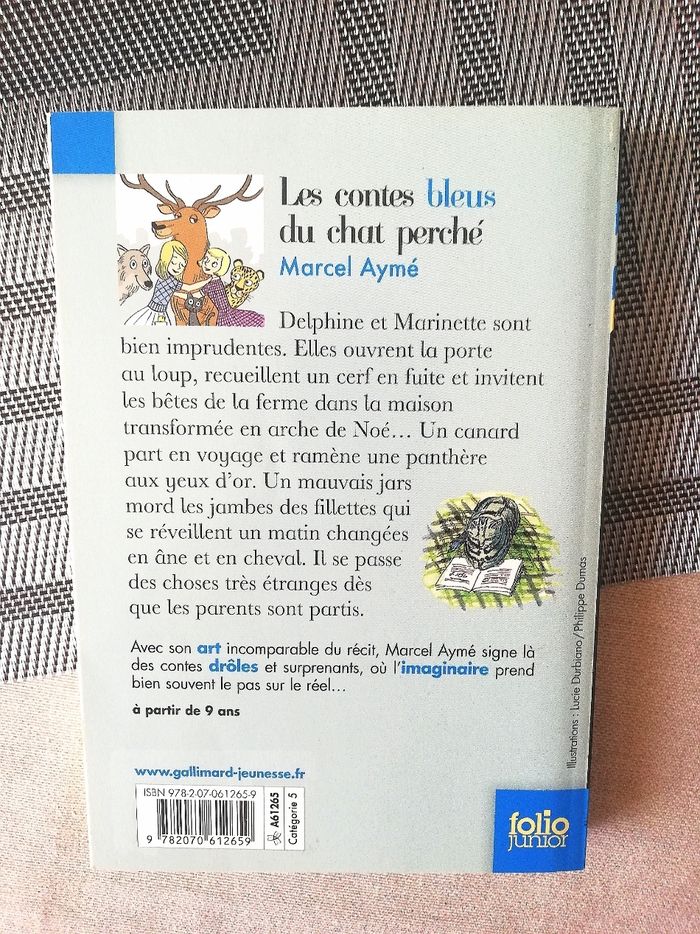 Les contes bleus
du chat perché
Marcel Aymé
Delphine et Marinette sont
bien imprudentes. Elles ouvrent la porte
au loup, recueillent un cerf en fuite et invitent
les bêtes de la ferme dans la maison
transformée en arche de Noé... Un canard
part en voyage et ramène une panthère
aux yeux d'or. Un mauvais jars
mord les jambes des fillettes qui
se réveillent un matin changées
en âne et en cheval. Il se passe
des choses très étranges dès
que les parents sont partis.
Avec son art incomparable du récit, Marcel Aymé signe là
des contes drôles et surprenants, où l'imaginaire prend
bien souvent le pas sur le réel...
à partir de 9 ans
Illustrations : Lucie Durbiano/Philippe Dumas
www.gallimard-jeunesse.fr
ISBN 978-2-07-061265-9
9 782070 612659
A61265
Catégorie 5
folio
junior